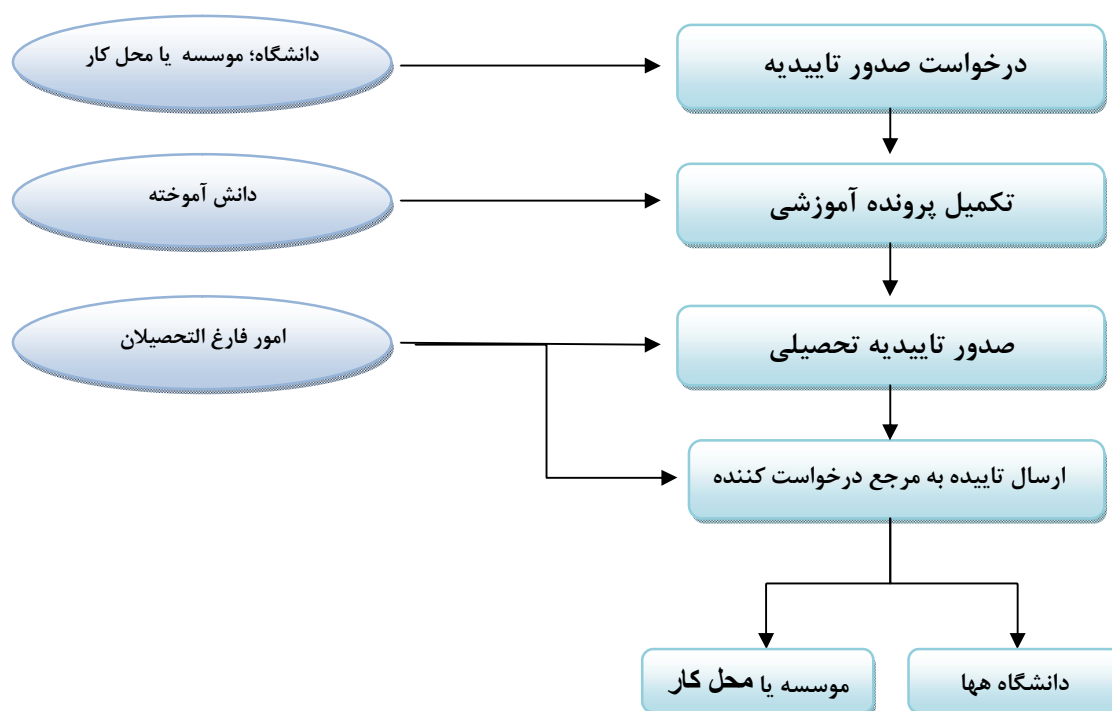 درخواست صدور تاییدیه
دانشگاه؛ موسسه یا محل کار
تکمیل پرونده آموزشی
دانش آموخته
صدور تاییدیه تحصیلی
امور فارغ التحصیلان
ارسال تاییده به مرجع درخواست کننده
دانشگاه هها
موسسه یا محل کار